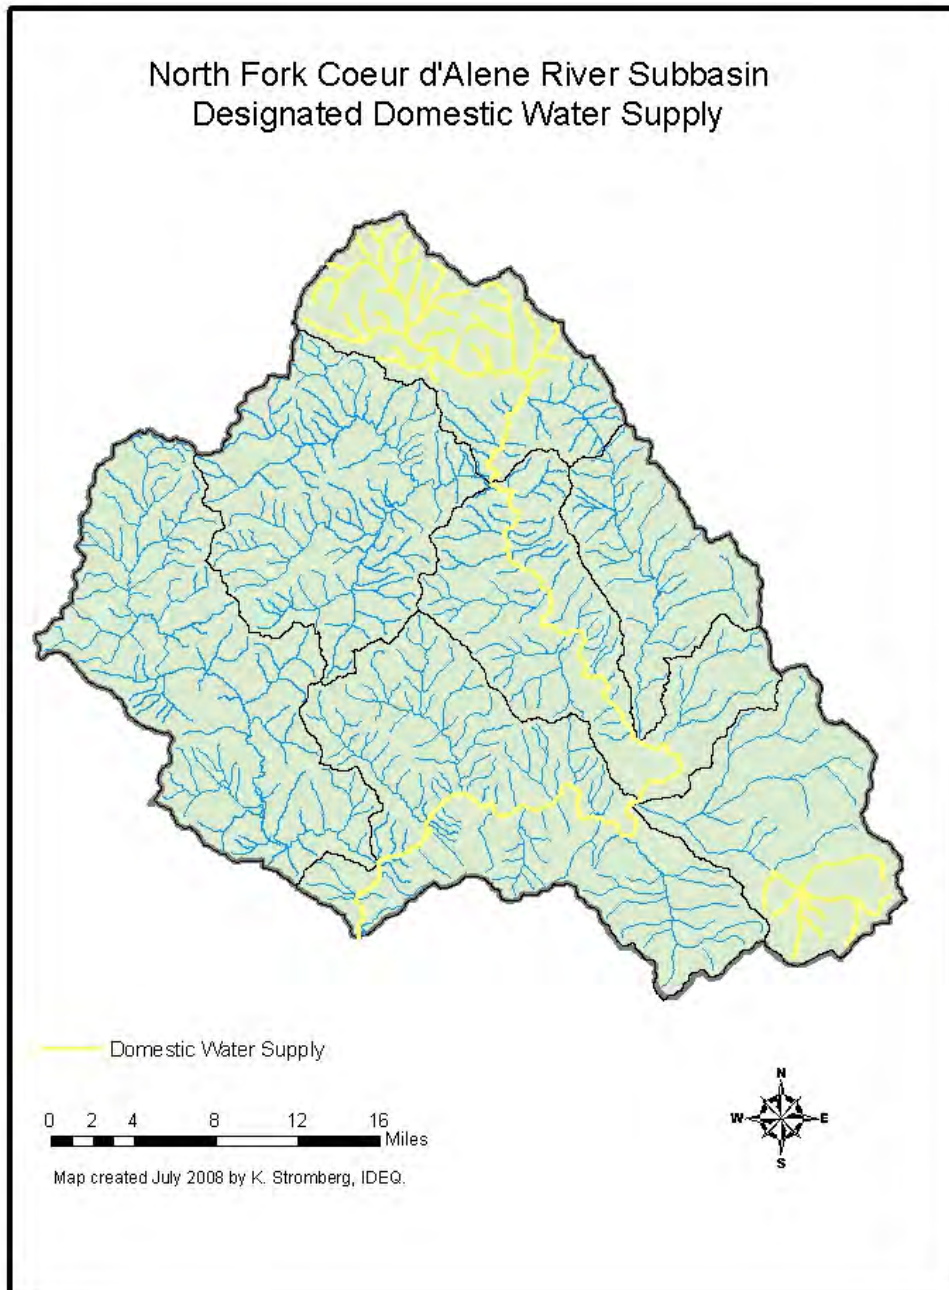 North Fork Coeur d'Alene River Subbasin
Designated Domestic Water Supply
Domestic Water Supply
0 2 4 8 12 16
Miles
Map created July 2008 by K. Stromberg, IDEQ.
N
W E
S